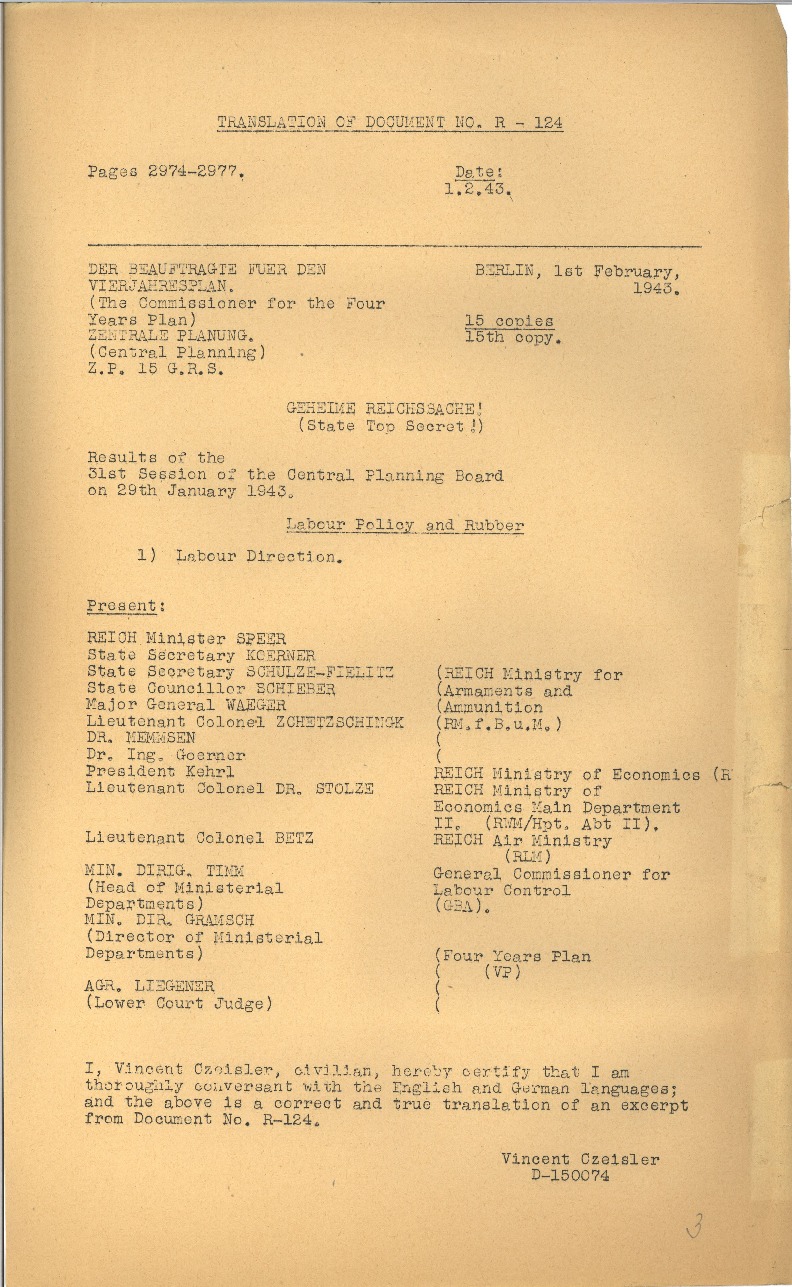 TRANSLATION OF DOCUMENT NO. R - 124
Pages 2974-2977.
Date:
1.2.43.
DER BEAUFTRAGTE FUER DEN
VIERJAHRESPLAN.
(The Commissioner for the Four
Years Plan)
ZENTRALE PLANUNG.
(Central Planning)
Z.P. 15 G.R.S.
BERLIN, 1st February,
1943.
15 copies
15th copy.
GEHEIME REICHSSACHE!
(State Top Secret!)
Results of the
31st Session of the Central Planning Board
on 29th January 1943.
Labour Policy and Rubber
1) Labour Direction.
Present:
REICH Minister SPEER
State Secretary KOERNER
State Secretary SCHULZE-FIELITZ (REICH Ministry for
State Councillor SCHIEBER (Armaments and
Major General WAEGER (Ammunition
Lieutenant Colonel ZCHETZSCHINGK (RM.f.B.u.M.)
DR. MEMMSEN (
Dr. Ing. Goerner (
President Kehrl REICH Ministry of Economics (R
Lieutenant Colonel DR. STOLZE REICH Ministry of
Economics Main Department
II. (RWM/Hpt. Abt II).
Lieutenant Colonel BETZ REICH Air Ministry
(RLM)
MIN. DIRIG. TIMM General Commissioner for
(Head of Ministerial Labour Control
Departments) (GBA).
MIN. DIR. GRAMSCH
(Director of Ministerial
Departments) (Four Years Plan
( (VP)
AGR. LIEGENER (
(Lower Court Judge) (
I, Vincent Czeisler, civilian, hereby certify that I am
thoroughly conversant with the English and German languages;
and the above is a correct and true translation of an excerpt
from Document No. R-124.
Vincent Czeisler
D-150074
3